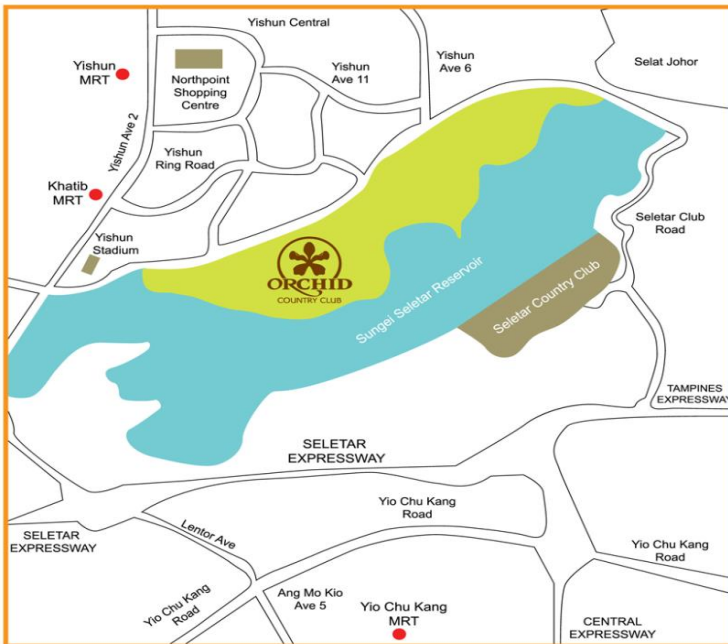 Yishun Central
Yishun
MRT
Northpoint
Shopping
Centre
Yishun
Ave 11
Yishun
Ave 6
Selat Johor
Yishun Ave 2
Yishun
Ring Road
Khatib
MRT
Yishun
Stadium
Seletar Club
Road
ORCHID
COUNTRY CLUB
Sungei Seletar Reservoir
Seletar Country Club
TAMPINES
EXPRESSWAY
SELETAR
EXPRESSWAY
Yio Chu Kang
Road
SELETAR
EXPRESSWAY
Lentor Ave
Yio Chu Kang
Road
Yio Chu Kang
Road
Ang Mo Kio
Ave 5
Yio Chu Kang
MRT
CENTRAL
EXPRESSWAY